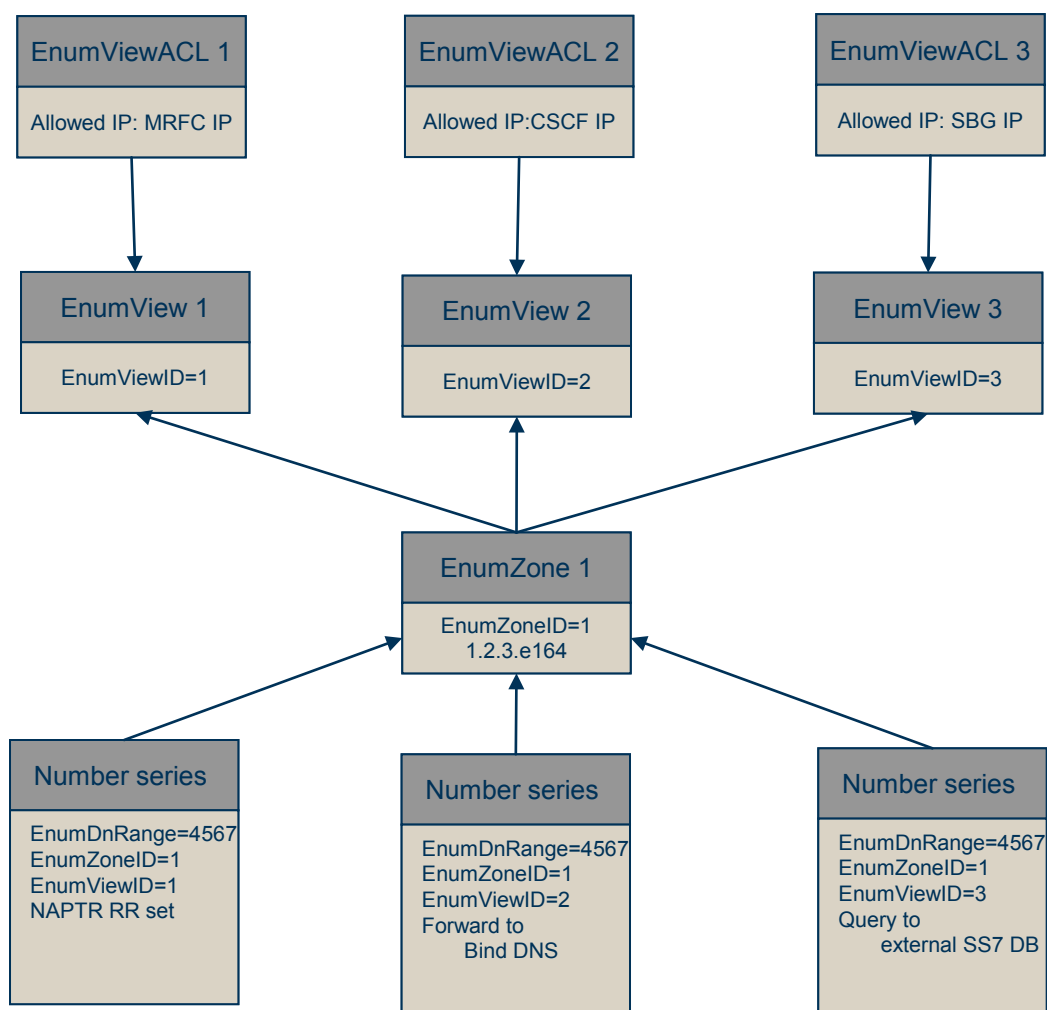 EnumViewACL 1
Allowed IP: MRFC IP
EnumViewACL 2
Allowed IP:CSCF IP
EnumViewACL 3
Allowed IP: SBG IP
EnumView 1
EnumViewID=1
EnumView 2
EnumViewID=2
EnumView 3
EnumViewID=3
EnumZone 1
EnumZoneID=1
1.2.3.e164
Number series
EnumDnRange=4567
EnumZoneID=1
EnumViewID=1
NAPTR RR set
Number series
EnumDnRange=4567
EnumZoneID=1
EnumViewID=2
Forward to
Bind DNS
Number series
EnumDnRange=4567
EnumZoneID=1
EnumViewID=3
Query to
external SS7 DB